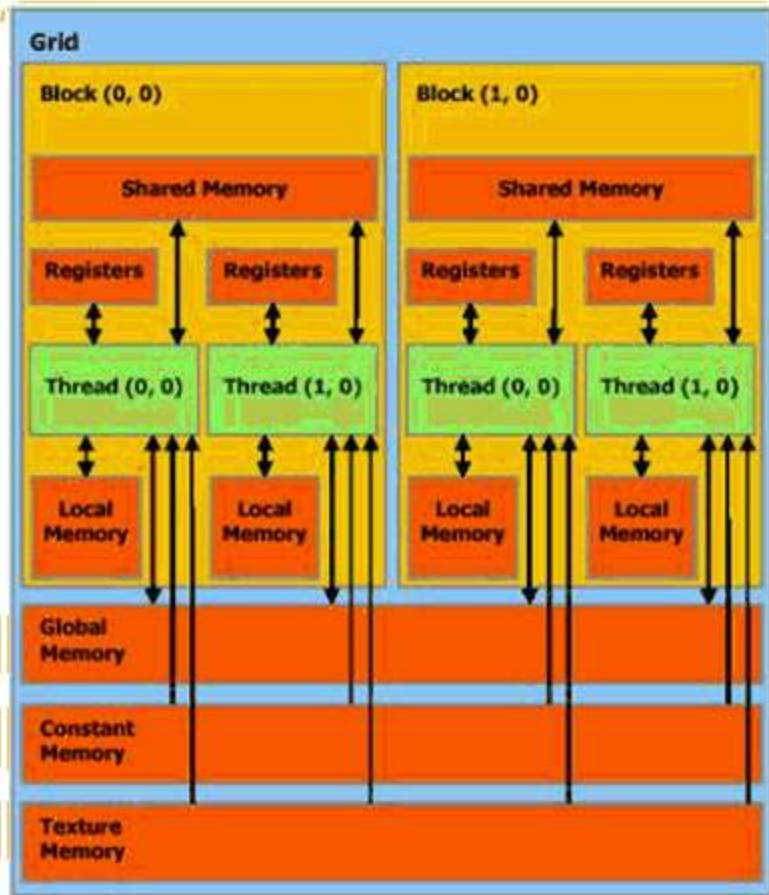 Grid
Block (0, 0)
Shared Memory
Registers
Registers
Thread (0, 0)
Thread (1, 0)
Local
Memory
Local
Memory
Block (1, 0)
Shared Memory
Registers
Registers
Thread (0, 0)
Thread (1, 0)
Local
Memory
Local
Memory
Global
Memory
Constant
Memory
Texture
Memory